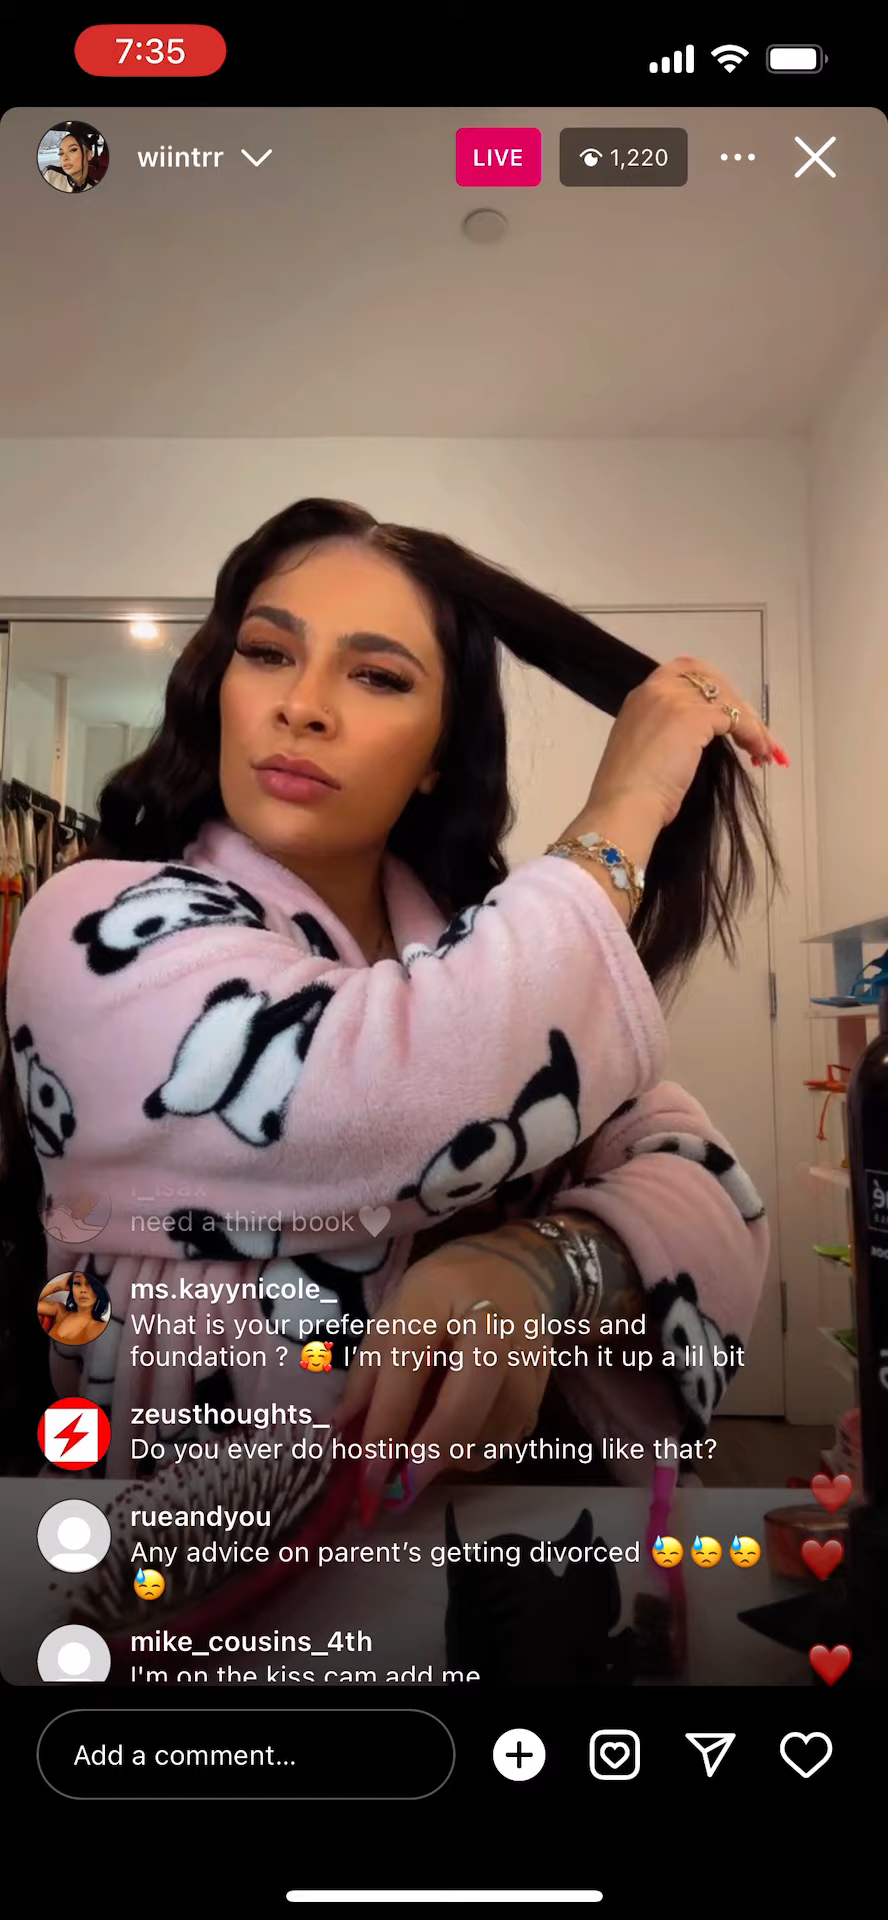 7:35
wiintrr
LIVE
1,220
need a third book🤍
ms.kayynicole_
What is your preference on lip gloss and
foundation ? 🥰 I’m trying to switch it up a lil bit
zeusthoughts_
Do you ever do hostings or anything like that?
rueandyou
Any advice on parent’s getting divorced 😓😓😓
😓
mike_cousins_4th
I'm on the kiss cam add me
Add a comment...